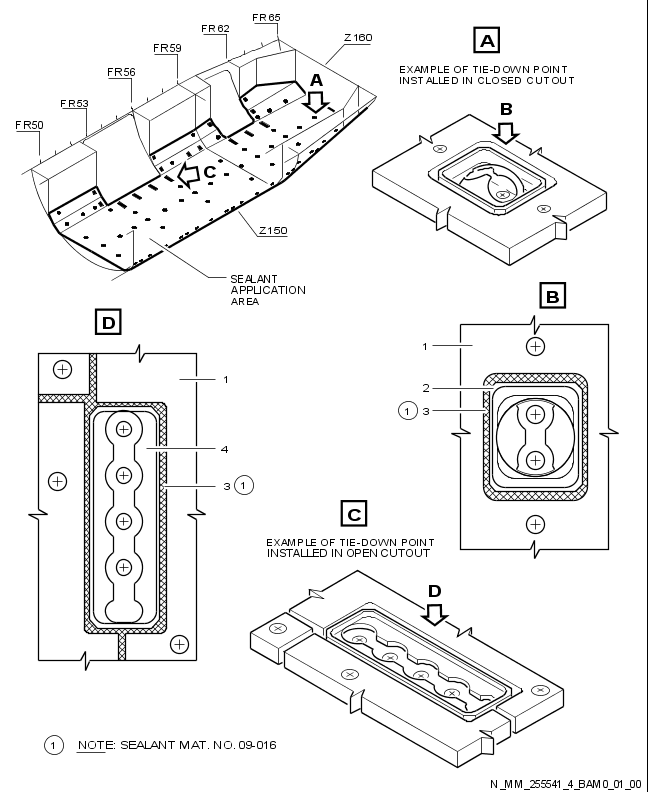 FR65
FR62
Z160
FR59
FR56
FR53
FR50
A
C
Z150
SEALANT
APPLICATION
AREA
A
EXAMPLE OF TIE-DOWN POINT
INSTALLED IN CLOSED CUTOUT
B
D
1
4
3 1
B
1
2
1 3
C
EXAMPLE OF TIE-DOWN POINT
INSTALLED IN OPEN CUTOUT
D
1 NOTE: SEALANT MAT. NO. 09-016
N_MM_255541_4_BAM0_01_00